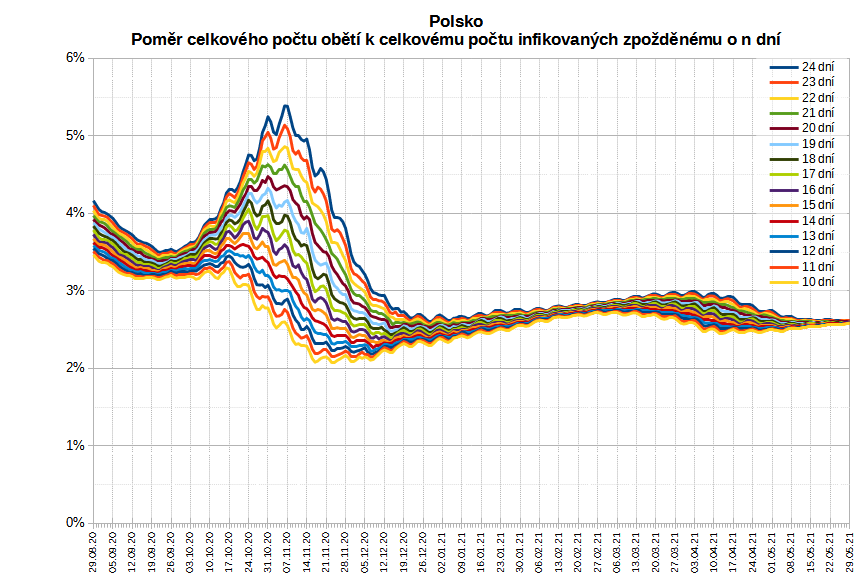 Polsko
Poměr celkového počtu obětí k celkovému počtu infikovaných zpožděnému o n dní
6%
5%
4%
3%
2%
1%
0%
24 dní
23 dní
22 dní
21 dní
20 dní
19 dní
18 dní
17 dní
16 dní
15 dní
14 dní
13 dní
12 dní
11 dní
10 dní
29.08.20
05.09.20
12.09.20
19.09.20
26.09.20
03.10.20
10.10.20
17.10.20
24.10.20
31.10.20
07.11.20
14.11.20
21.11.20
28.11.20
05.12.20
12.12.20
19.12.20
26.12.20
02.01.21
09.01.21
16.01.21
23.01.21
30.01.21
06.02.21
13.02.21
20.02.21
27.02.21
06.03.21
13.03.21
20.03.21
27.03.21
03.04.21
10.04.21
17.04.21
24.04.21
01.05.21
08.05.21
15.05.21
22.05.21
29.05.21